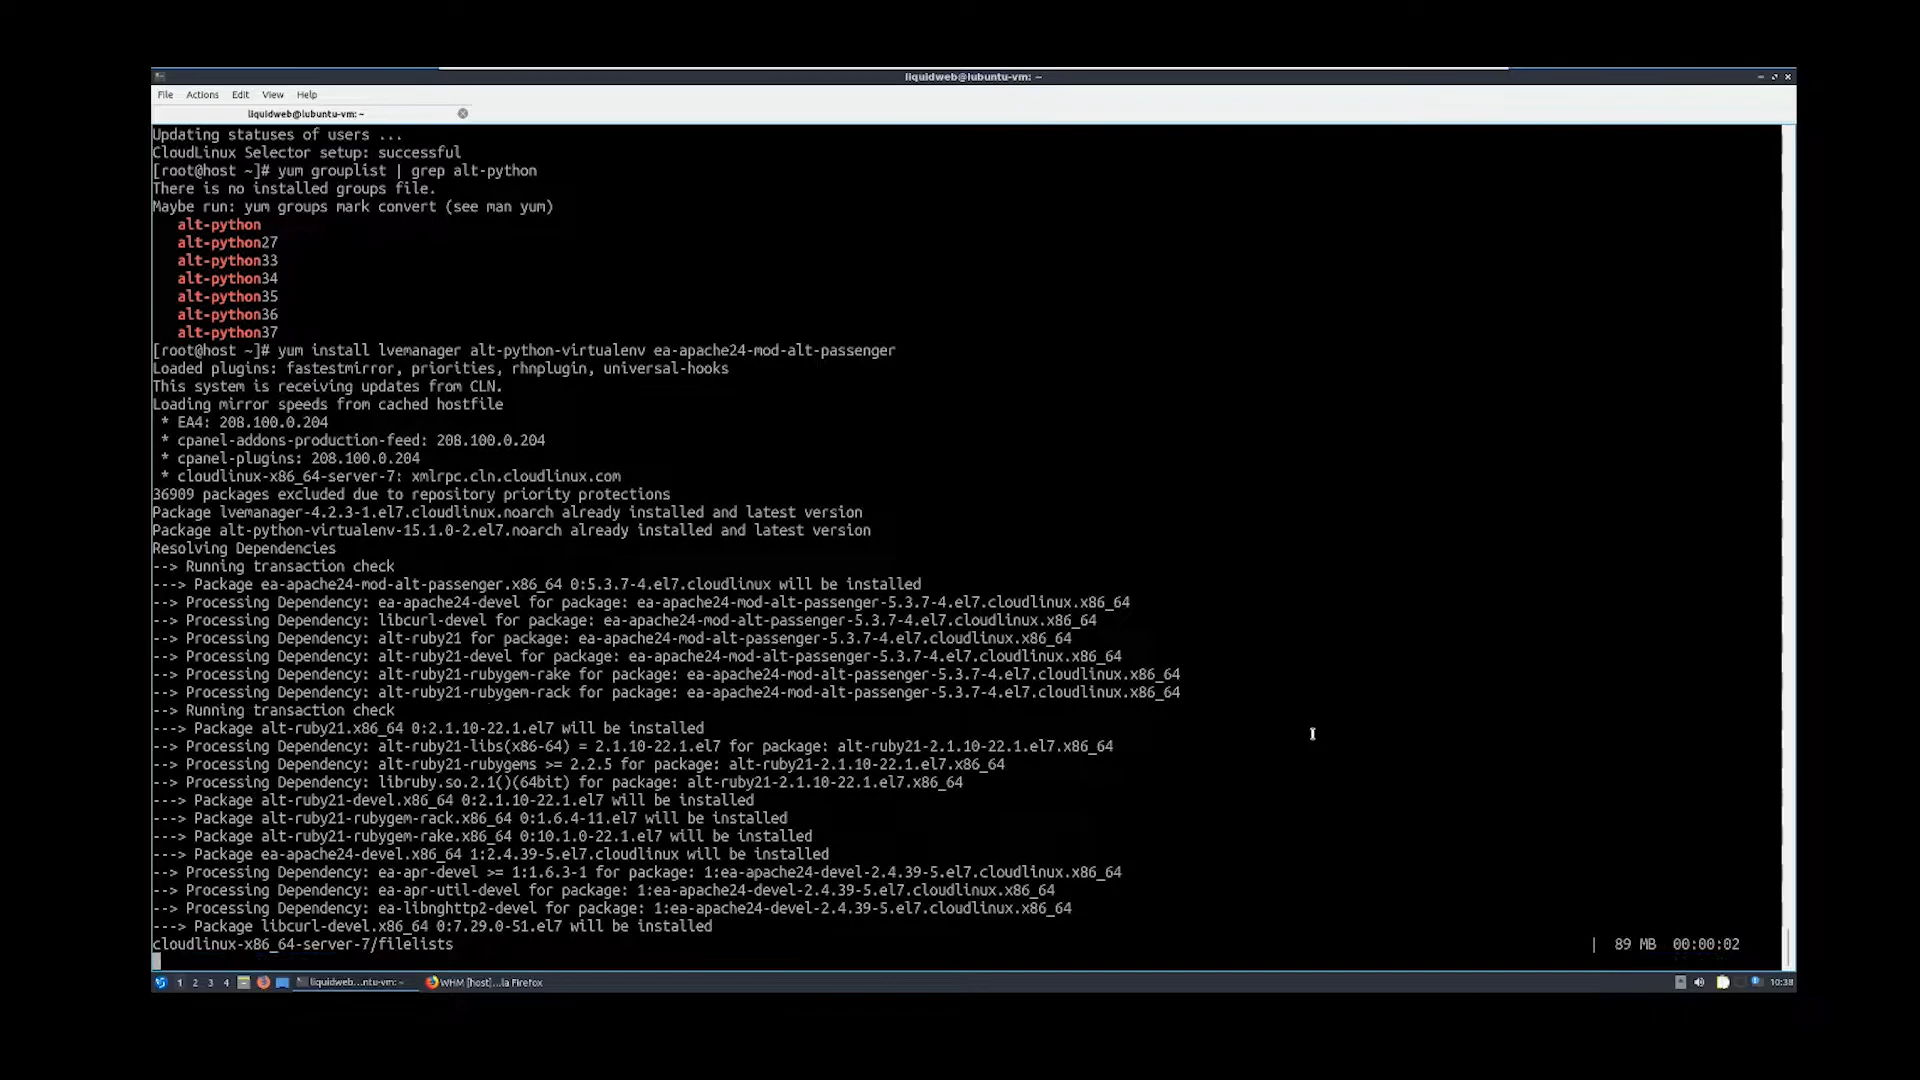 liquidweb@lubuntu-vm: ~
File Actions Edit View Help
liquidweb@lubuntu-vm: ~
Updating statuses of users ...
CloudLinux Selector setup: successful
[root@host ~]# yum grouplist | grep alt-python
There is no installed groups file.
Maybe run: yum groups mark convert (see man yum)
alt-python
alt-python27
alt-python33
alt-python34
alt-python35
alt-python36
alt-python37
[root@host ~]# yum install lvemanager alt-python-virtualenv ea-apache24-mod-alt-passenger
Loaded plugins: fastestmirror, priorities, rhnplugin, universal-hooks
This system is receiving updates from CLN.
Loading mirror speeds from cached hostfile
* EA4: 208.100.0.204
* cpanel-addons-production-feed: 208.100.0.204
* cpanel-plugins: 208.100.0.204
* cloudlinux-x86_64-server-7: xmlrpc.cln.cloudlinux.com
36909 packages excluded due to repository priority protections
Package lvemanager-4.2.3-1.el7.cloudlinux.noarch already installed and latest version
Package alt-python-virtualenv-15.1.0-2.el7.noarch already installed and latest version
Resolving Dependencies
--> Running transaction check
---> Package ea-apache24-mod-alt-passenger.x86_64 0:5.3.7-4.el7.cloudlinux will be installed
--> Processing Dependency: ea-apache24-devel for package: ea-apache24-mod-alt-passenger-5.3.7-4.el7.cloudlinux.x86_64
--> Processing Dependency: libcurl-devel for package: ea-apache24-mod-alt-passenger-5.3.7-4.el7.cloudlinux.x86_64
--> Processing Dependency: alt-ruby21 for package: ea-apache24-mod-alt-passenger-5.3.7-4.el7.cloudlinux.x86_64
--> Processing Dependency: alt-ruby21-devel for package: ea-apache24-mod-alt-passenger-5.3.7-4.el7.cloudlinux.x86_64
--> Processing Dependency: alt-ruby21-rubygem-rake for package: ea-apache24-mod-alt-passenger-5.3.7-4.el7.cloudlinux.x86_64
--> Processing Dependency: alt-ruby21-rubygem-rack for package: ea-apache24-mod-alt-passenger-5.3.7-4.el7.cloudlinux.x86_64
--> Running transaction check
---> Package alt-ruby21.x86_64 0:2.1.10-22.1.el7 will be installed
--> Processing Dependency: alt-ruby21-libs(x86-64) = 2.1.10-22.1.el7 for package: alt-ruby21-2.1.10-22.1.el7.x86_64
--> Processing Dependency: alt-ruby21-rubygems >= 2.2.5 for package: alt-ruby21-2.1.10-22.1.el7.x86_64
--> Processing Dependency: libruby.so.2.1()(64bit) for package: alt-ruby21-2.1.10-22.1.el7.x86_64
---> Package alt-ruby21-devel.x86_64 0:2.1.10-22.1.el7 will be installed
---> Package alt-ruby21-rubygem-rack.x86_64 0:1.6.4-11.el7 will be installed
---> Package alt-ruby21-rubygem-rake.x86_64 0:10.1.0-22.1.el7 will be installed
---> Package ea-apache24-devel.x86_64 1:2.4.39-5.el7.cloudlinux will be installed
--> Processing Dependency: ea-apr-devel >= 1:1.6.3-1 for package: 1:ea-apache24-devel-2.4.39-5.el7.cloudlinux.x86_64
--> Processing Dependency: ea-apr-util-devel for package: 1:ea-apache24-devel-2.4.39-5.el7.cloudlinux.x86_64
--> Processing Dependency: ea-libnghttp2-devel for package: 1:ea-apache24-devel-2.4.39-5.el7.cloudlinux.x86_64
---> Package libcurl-devel.x86_64 0:7.29.0-51.el7 will be installed
cloudlinux-x86_64-server-7/filelists | 89 MB 00:00:02
1 2 3 4 liquidweb...ntu-vm: ~ WHM [host]...la Firefox 10:38